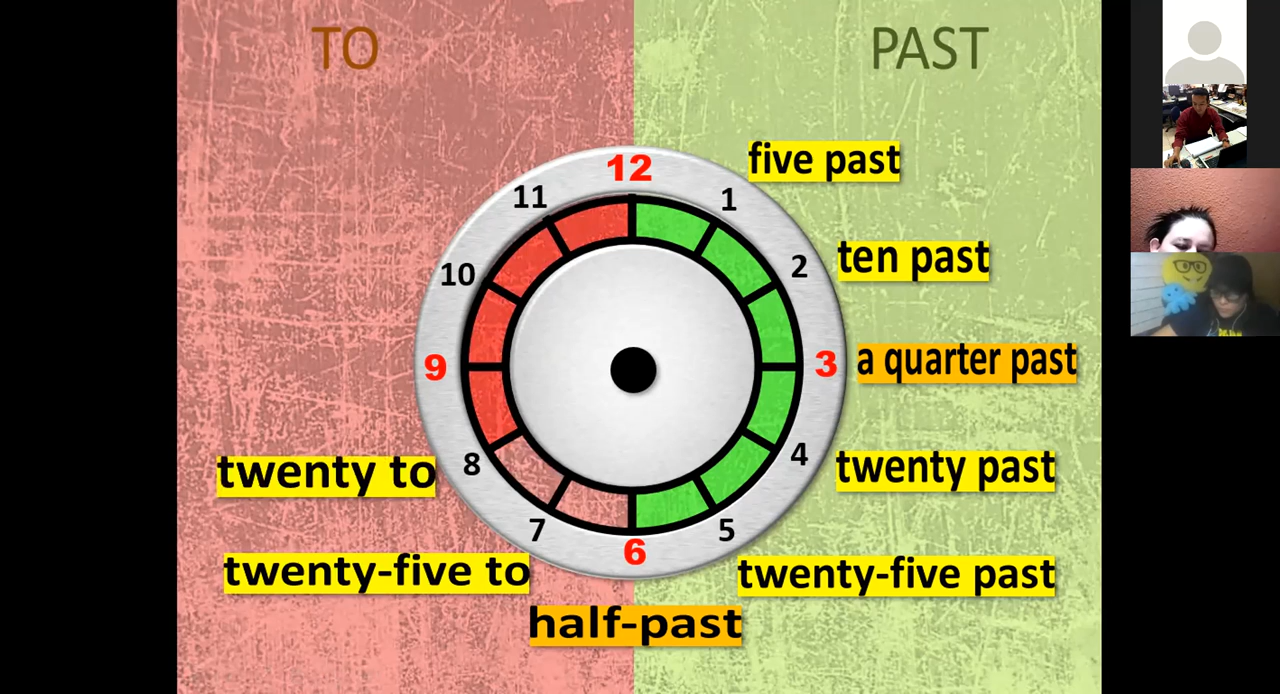 TO
PAST
12
11
1
five past
10
2
ten past
9
3
a quarter past
twenty to
8
4
twenty past
7
5
twenty-five to
6
twenty-five past
half-past